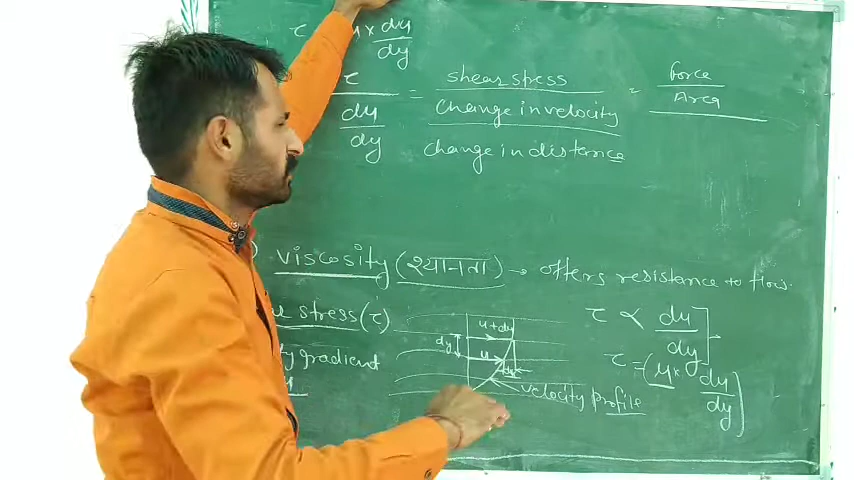 τ μ × du/dy
τ / du/dy = shear stress / change in velocity / change in distance = force / Area
viscosity (श्यानता) → offers resistance to flow.
stress (τ)
u + du
dy
u
du
τ ∝ du/dy
gradient
τ = (μ × du/dy
velocity profile